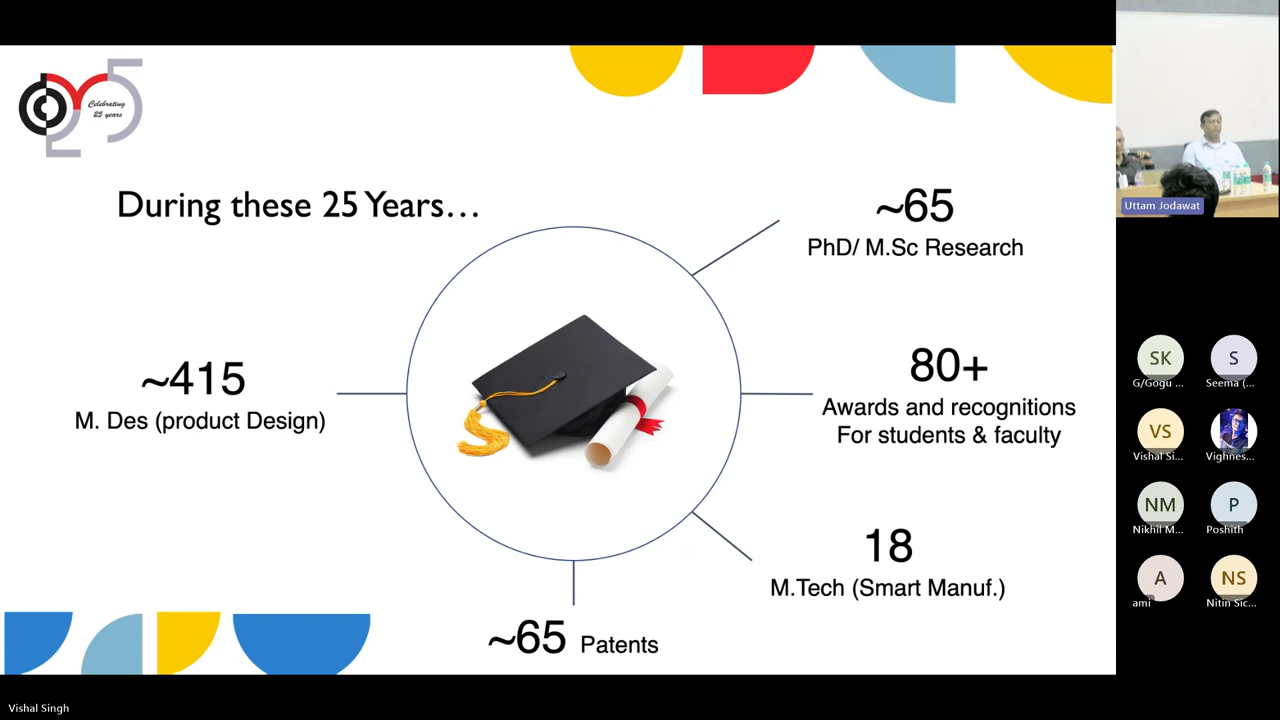 Celebrating
25 years
During these 25 Years…
~65
PhD/ M.Sc Research
~415
M. Des (product Design)
80+
Awards and recognitions
For students & faculty
18
M.Tech (Smart Manuf.)
~65 Patents
Uttam Jodawat
SK
G/Gogu ...
S
Seema (...
VS
Vishal Si...
Vighnes...
NM
Nikhil M...
P
Poshith
A
ami
NS
Nitin Sic...
Vishal Singh